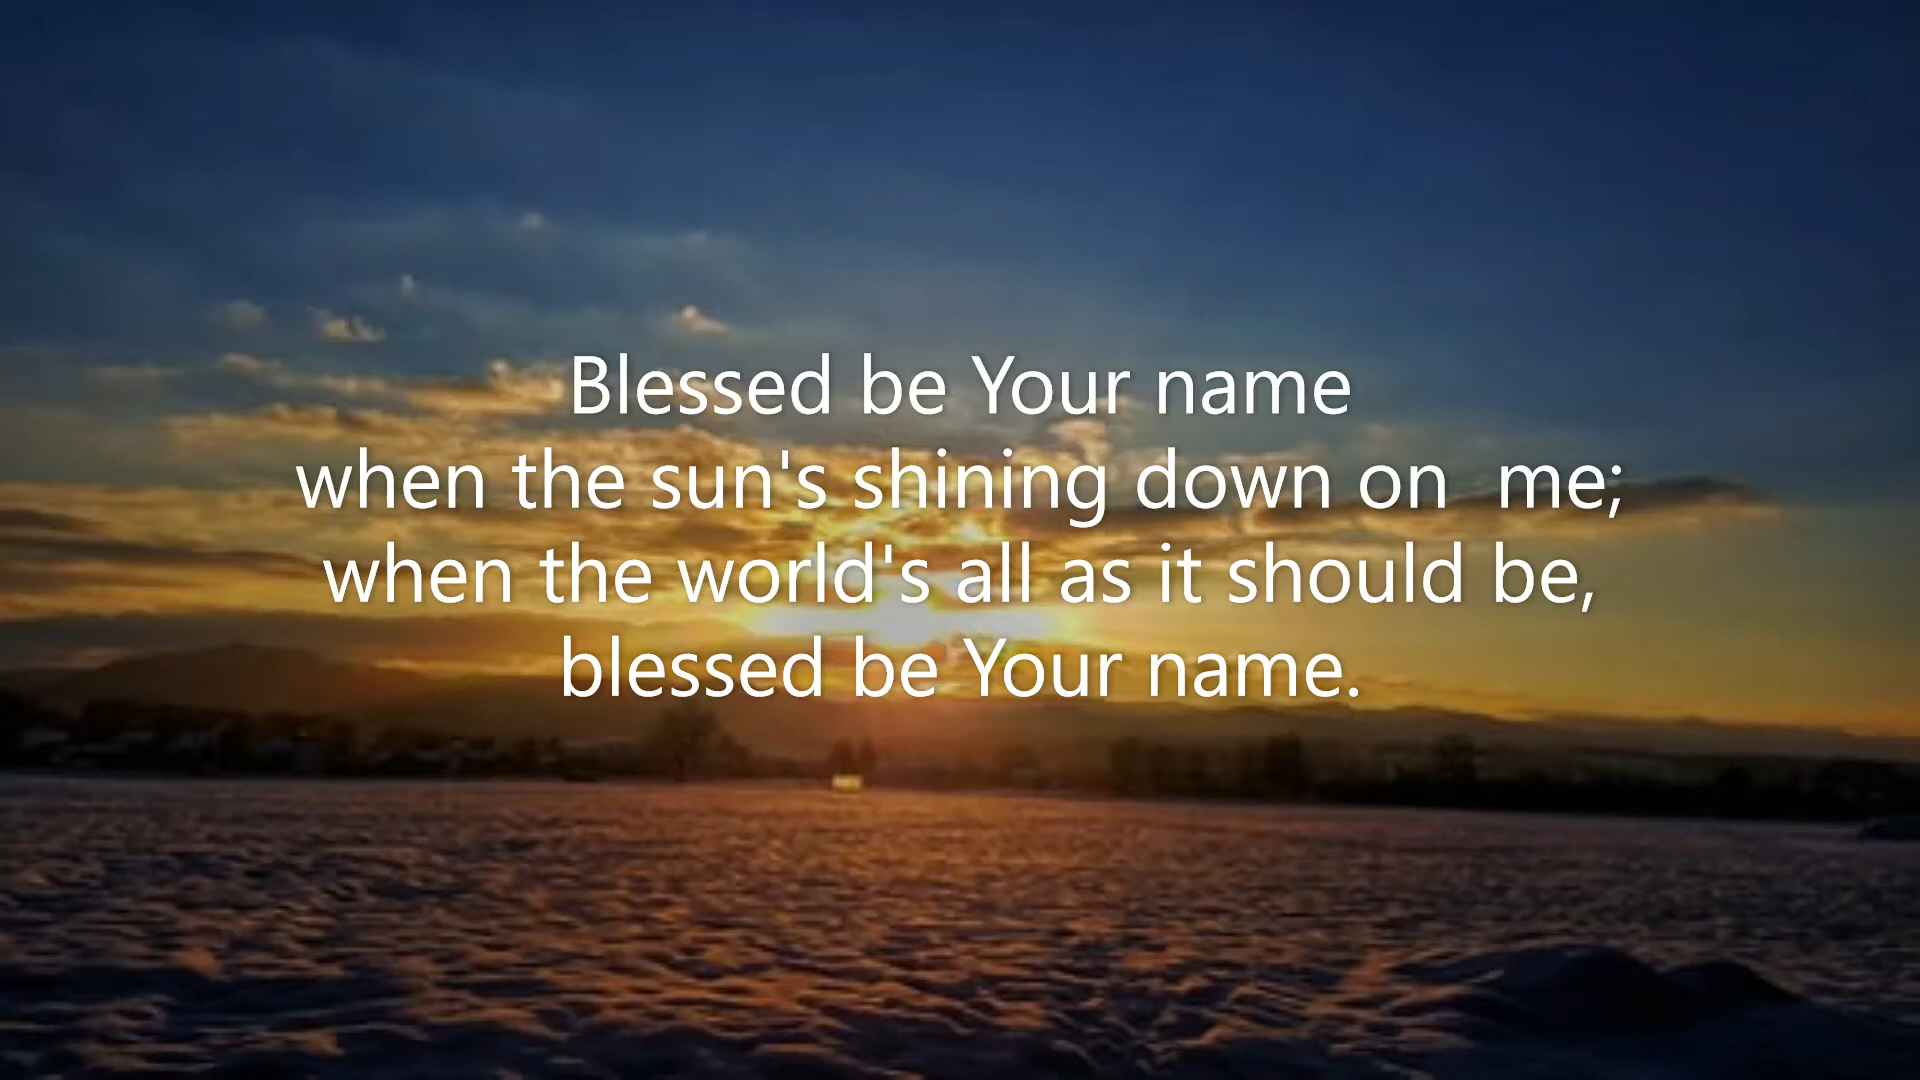 Blessed be Your name
when the sun's shining down on  me;
when the world's all as it should be,
blessed be Your name.